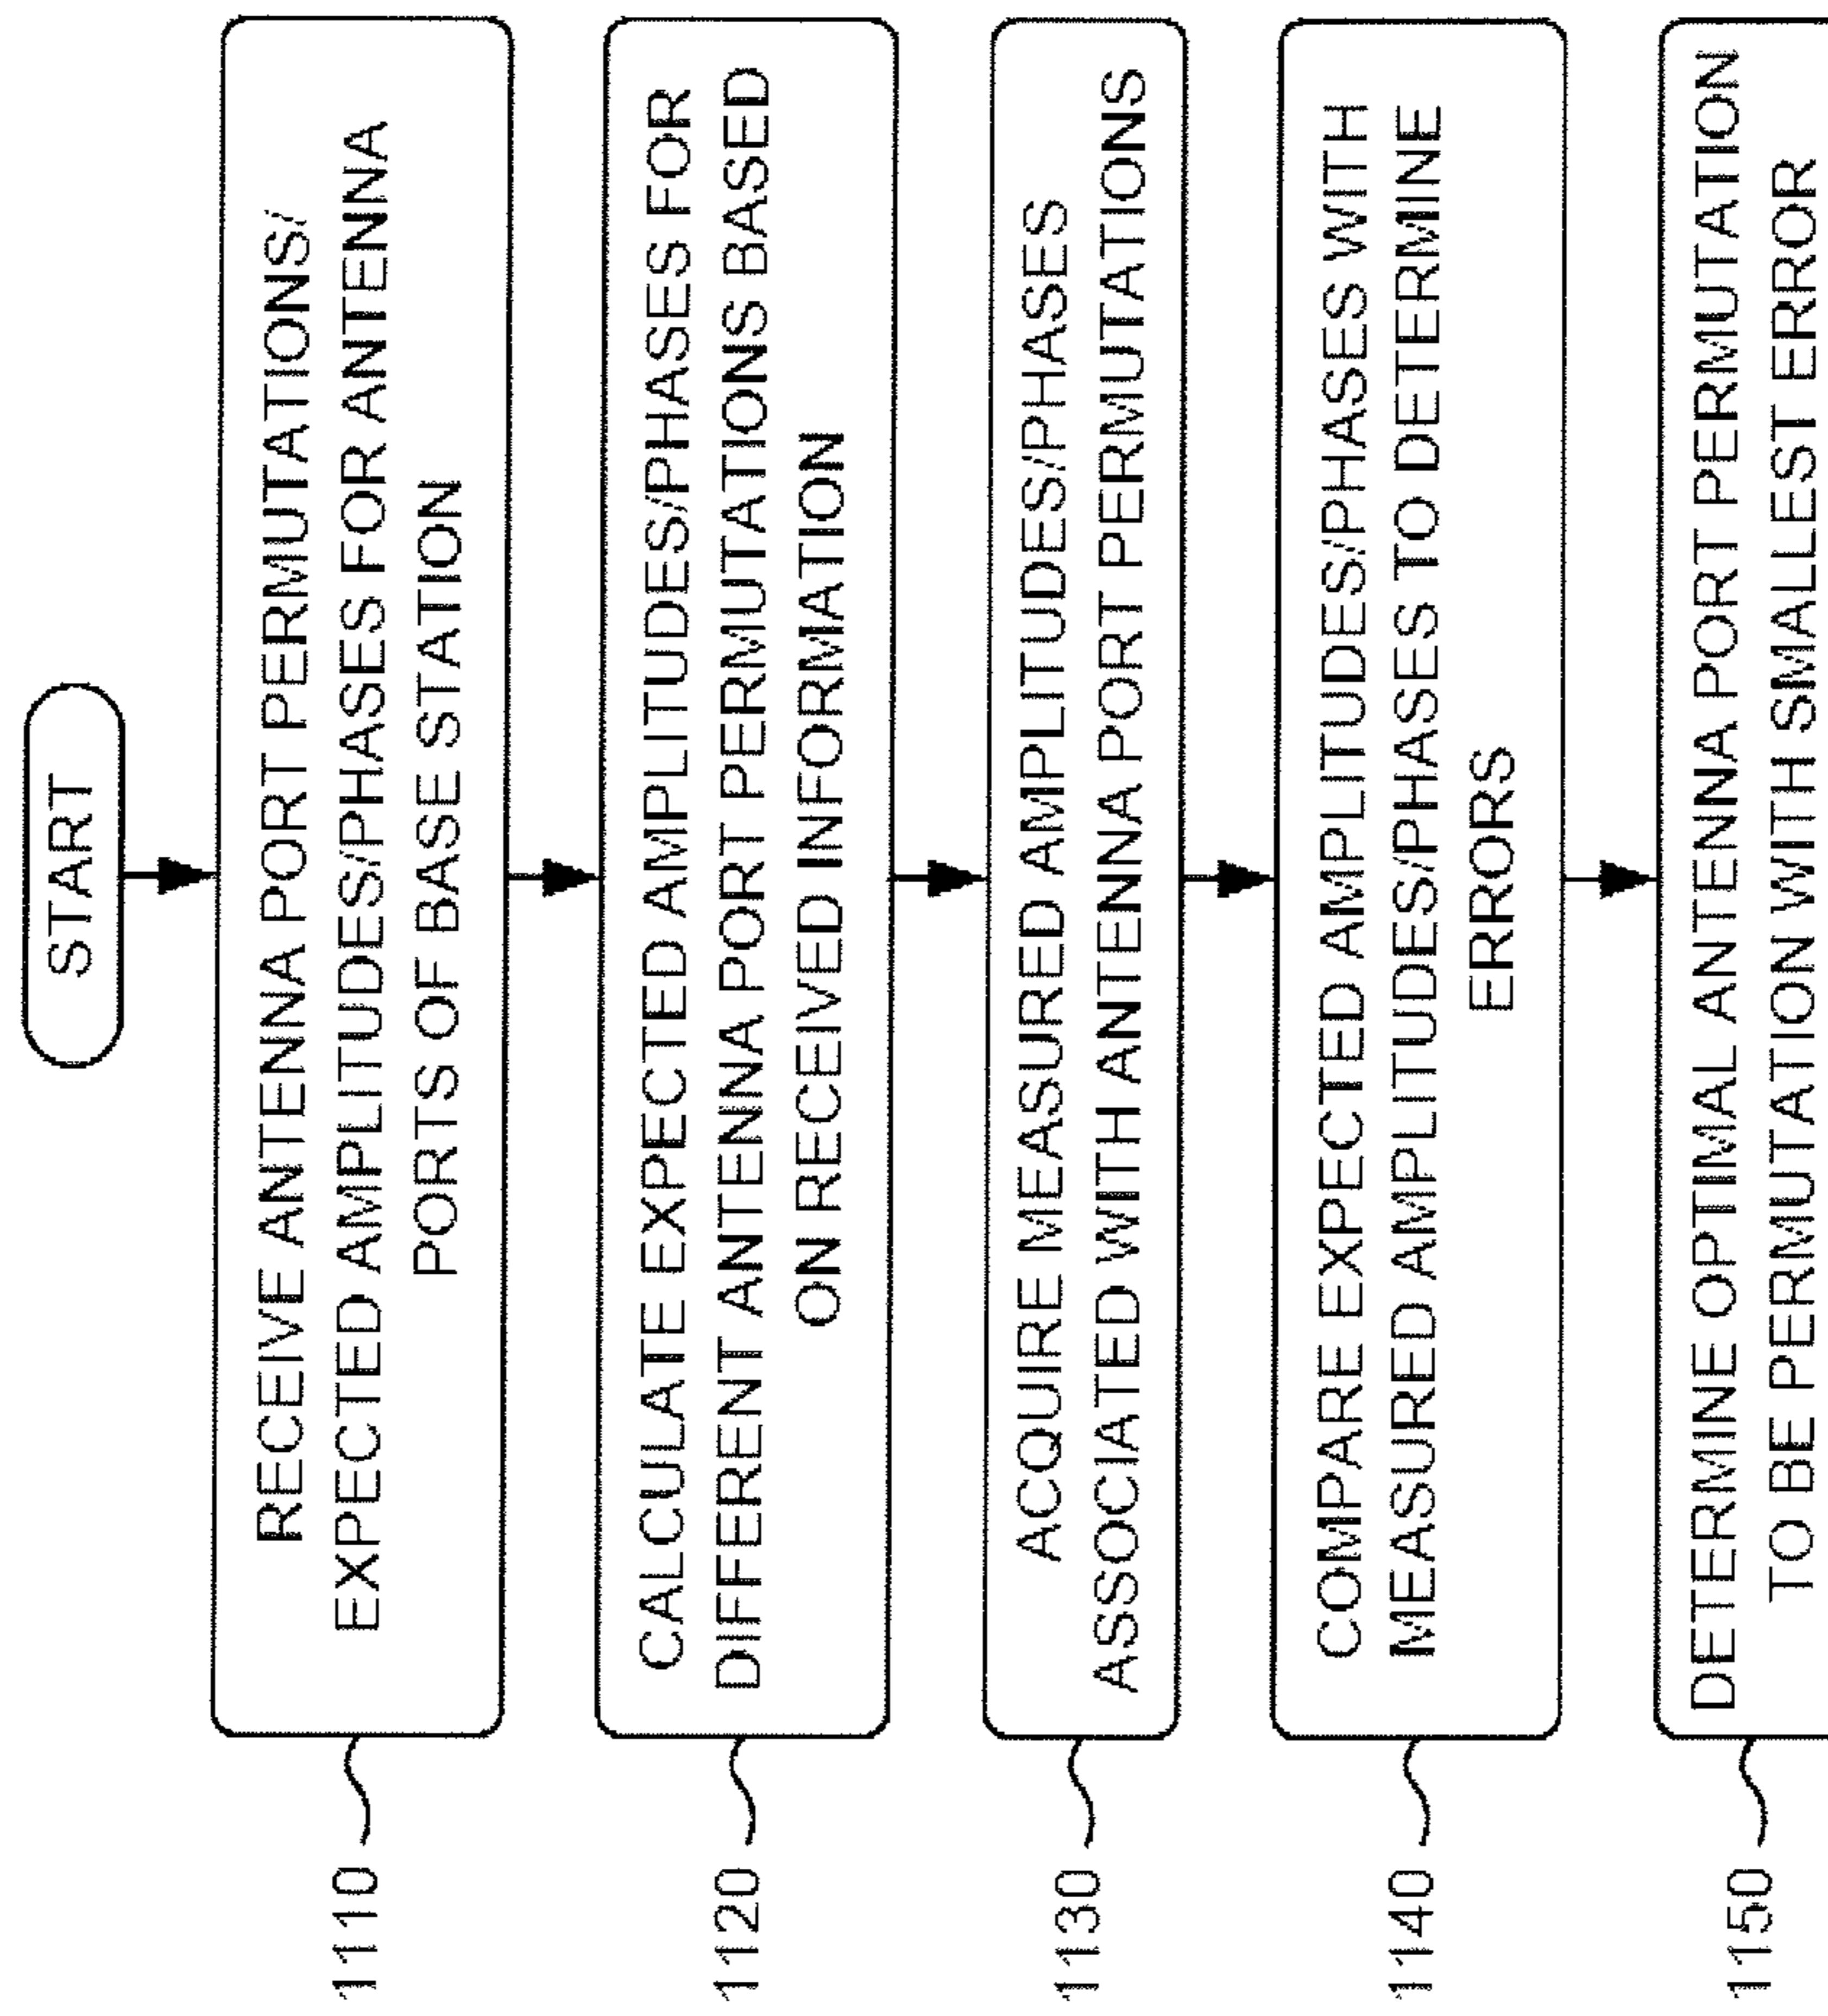 START
1110
RECEIVE ANTENNA PORT PERMUTATIONS/
EXPECTED AMPLITUDES/PHASES FOR ANTENNA
PORTS OF BASE STATION
1120
CALCULATE EXPECTED AMPLITUDES/PHASES FOR
DIFFERENT ANTENNA PORT PERMUTATIONS BASED
ON RECEIVED INFORMATION
1130
ACQUIRE MEASURED AMPLITUDES/PHASES
ASSOCIATED WITH ANTENNA PORT PERMUTATIONS
1140
COMPARE EXPECTED AMPLITUDES/PHASES WITH
MEASURED AMPLITUDES/PHASES TO DETERMINE
ERRORS
1150
DETERMINE OPTIMAL ANTENNA PORT PERMUTATION
TO BE PERMUTATION WITH SMALLEST ERROR